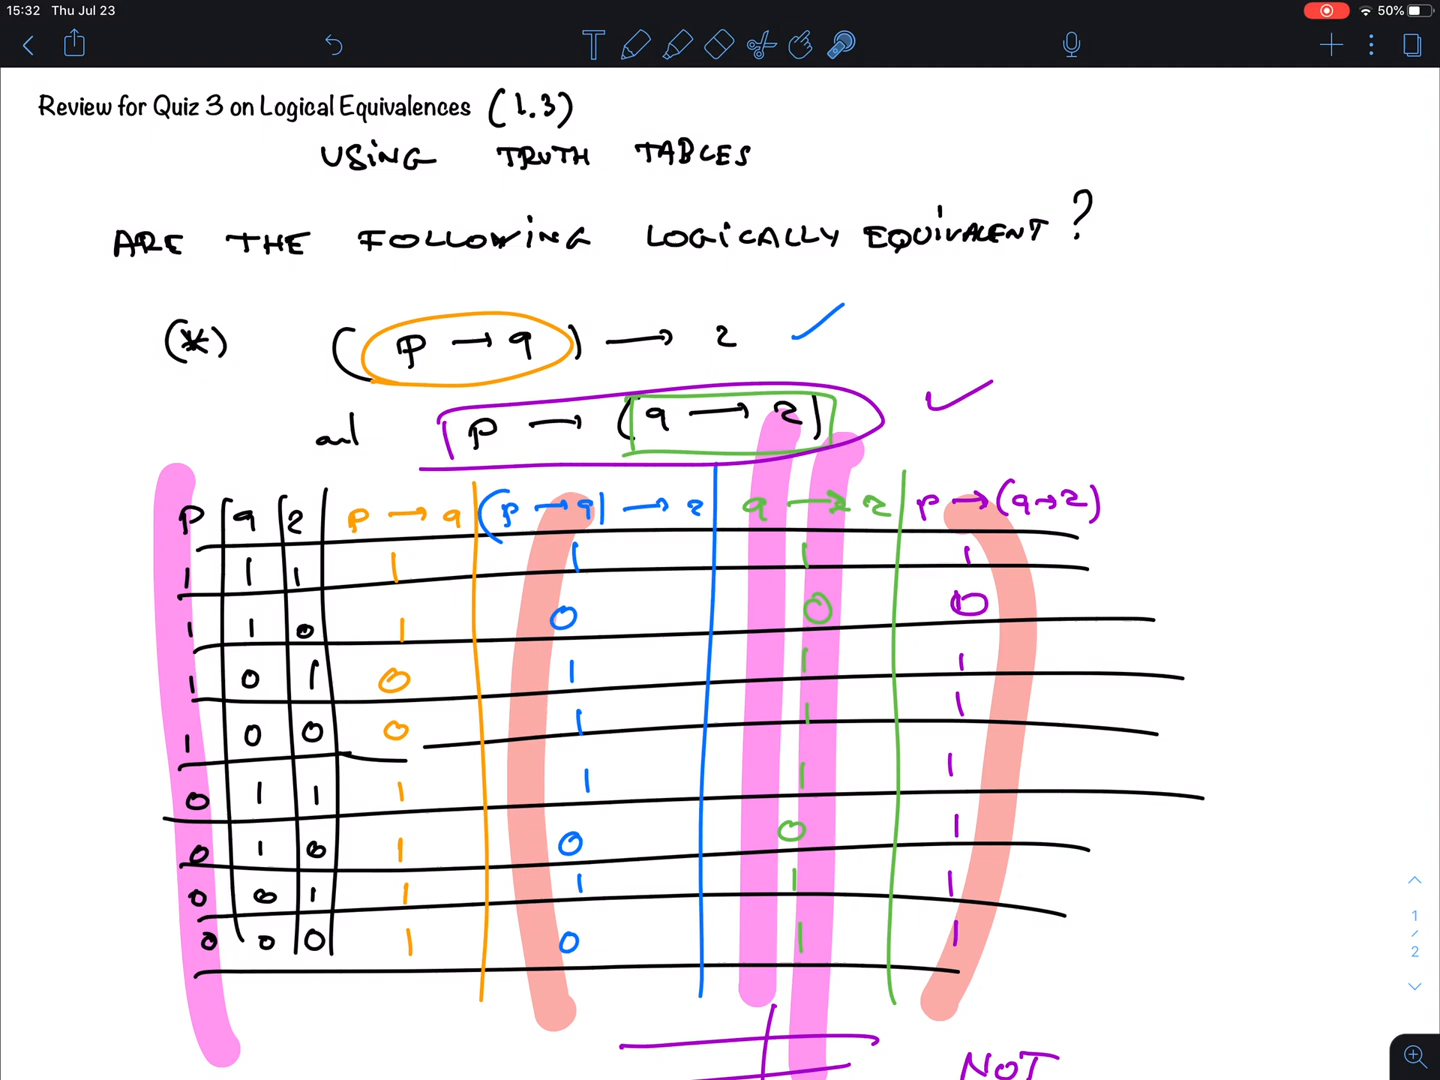 15:32 Thu Jul 23 50%
Review for Quiz 3 on Logical Equivalences (1.3)
USING TRUTH TABLES
ARE THE FOLLOWING LOGICALLY EQUIVALENT?
(*) (p → q) → r
and p → (q → r)
p q r p → q (p → q) → r q → r p → (q → r)
1 1 1 1 1 1 1
1 1 0 1 0 0 0
1 0 1 0 1 1 1
1 0 0 0 1 1 1
0 1 1 1 1 1 1
0 1 0 1 0 0 1
0 0 1 1 1 1 1
0 0 0 1 0 1 1
NOT
1 / 2